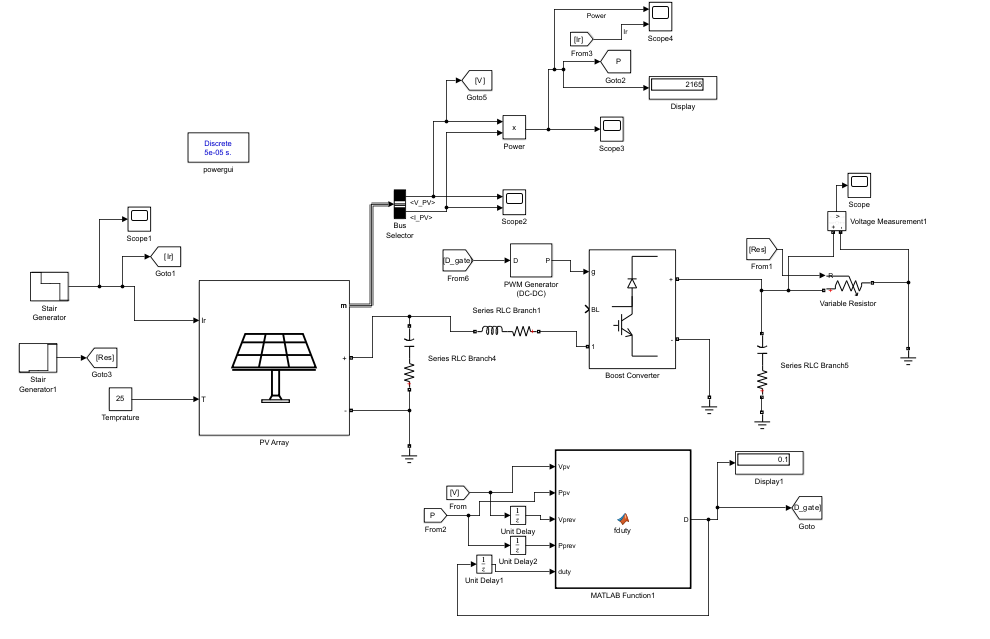 Power
[Ir]
Ir
From3
Scope4
P
Goto2
[V]
Goto5
2165
Display
x
Power
Scope3
Discrete
5e-05 s.
powergui
<V_PV>
<I_PV>
Bus
Selector
Scope2
Scope
v
+ -
Voltage Measurement1
Scope1
[Ir]
Goto1
[D_gate]
From6
D P
PWM Generator
(DC-DC)
[Res]
From1
R
+
Variable Resistor
Stair
Generator
m
Ir
T
+
-
PV Array
Series RLC Branch1
+
g
BL
1
+
-
Boost Converter
Series RLC Branch4
Series RLC Branch5
[Res]
Goto3
Stair
Generator1
25
Temprature
[V]
From
P
From2
1
z
Unit Delay
1
z
Unit Delay2
1
z
Unit Delay1
Vpv
Ppv
Vprev
Pprev
duty
fduty
D
MATLAB Function1
0.1
Display1
D_gate]
Goto